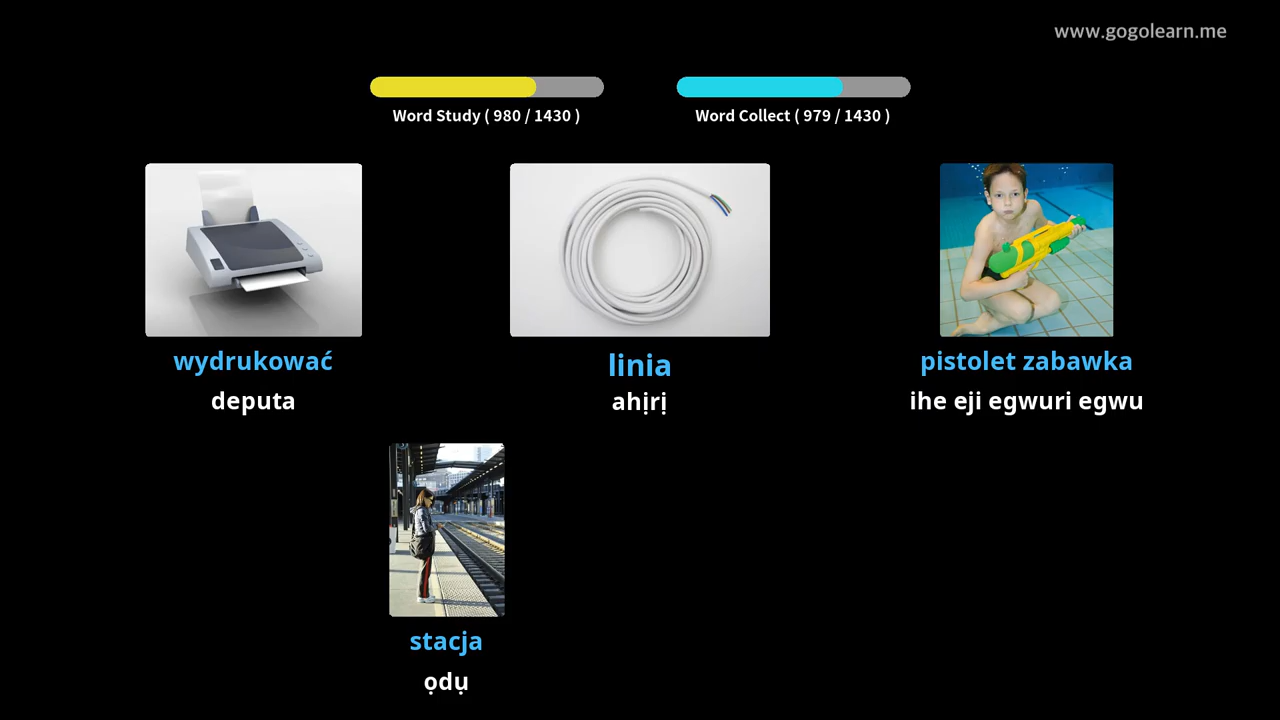 www.gogolearn.me
Word Study ( 980 / 1430 )
Word Collect ( 979 / 1430 )
wydrukować
deputa
linia
ahịrị
pistolet zabawka
ihe eji egwuri egwu
stacja
ọdụ